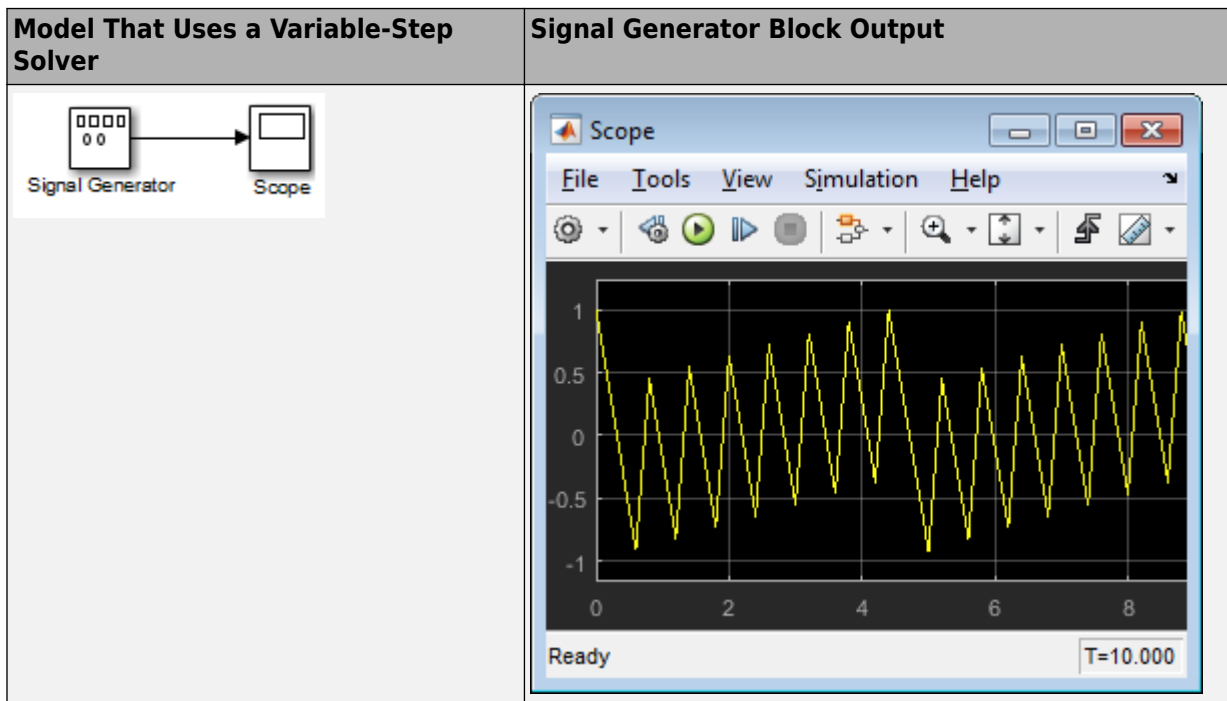 Model That Uses a Variable-Step
Solver
Signal Generator Block Output
Signal Generator
Scope
Scope
File Tools View Simulation Help
1
0.5
0
-0.5
-1
0 2 4 6 8
Ready T=10.000